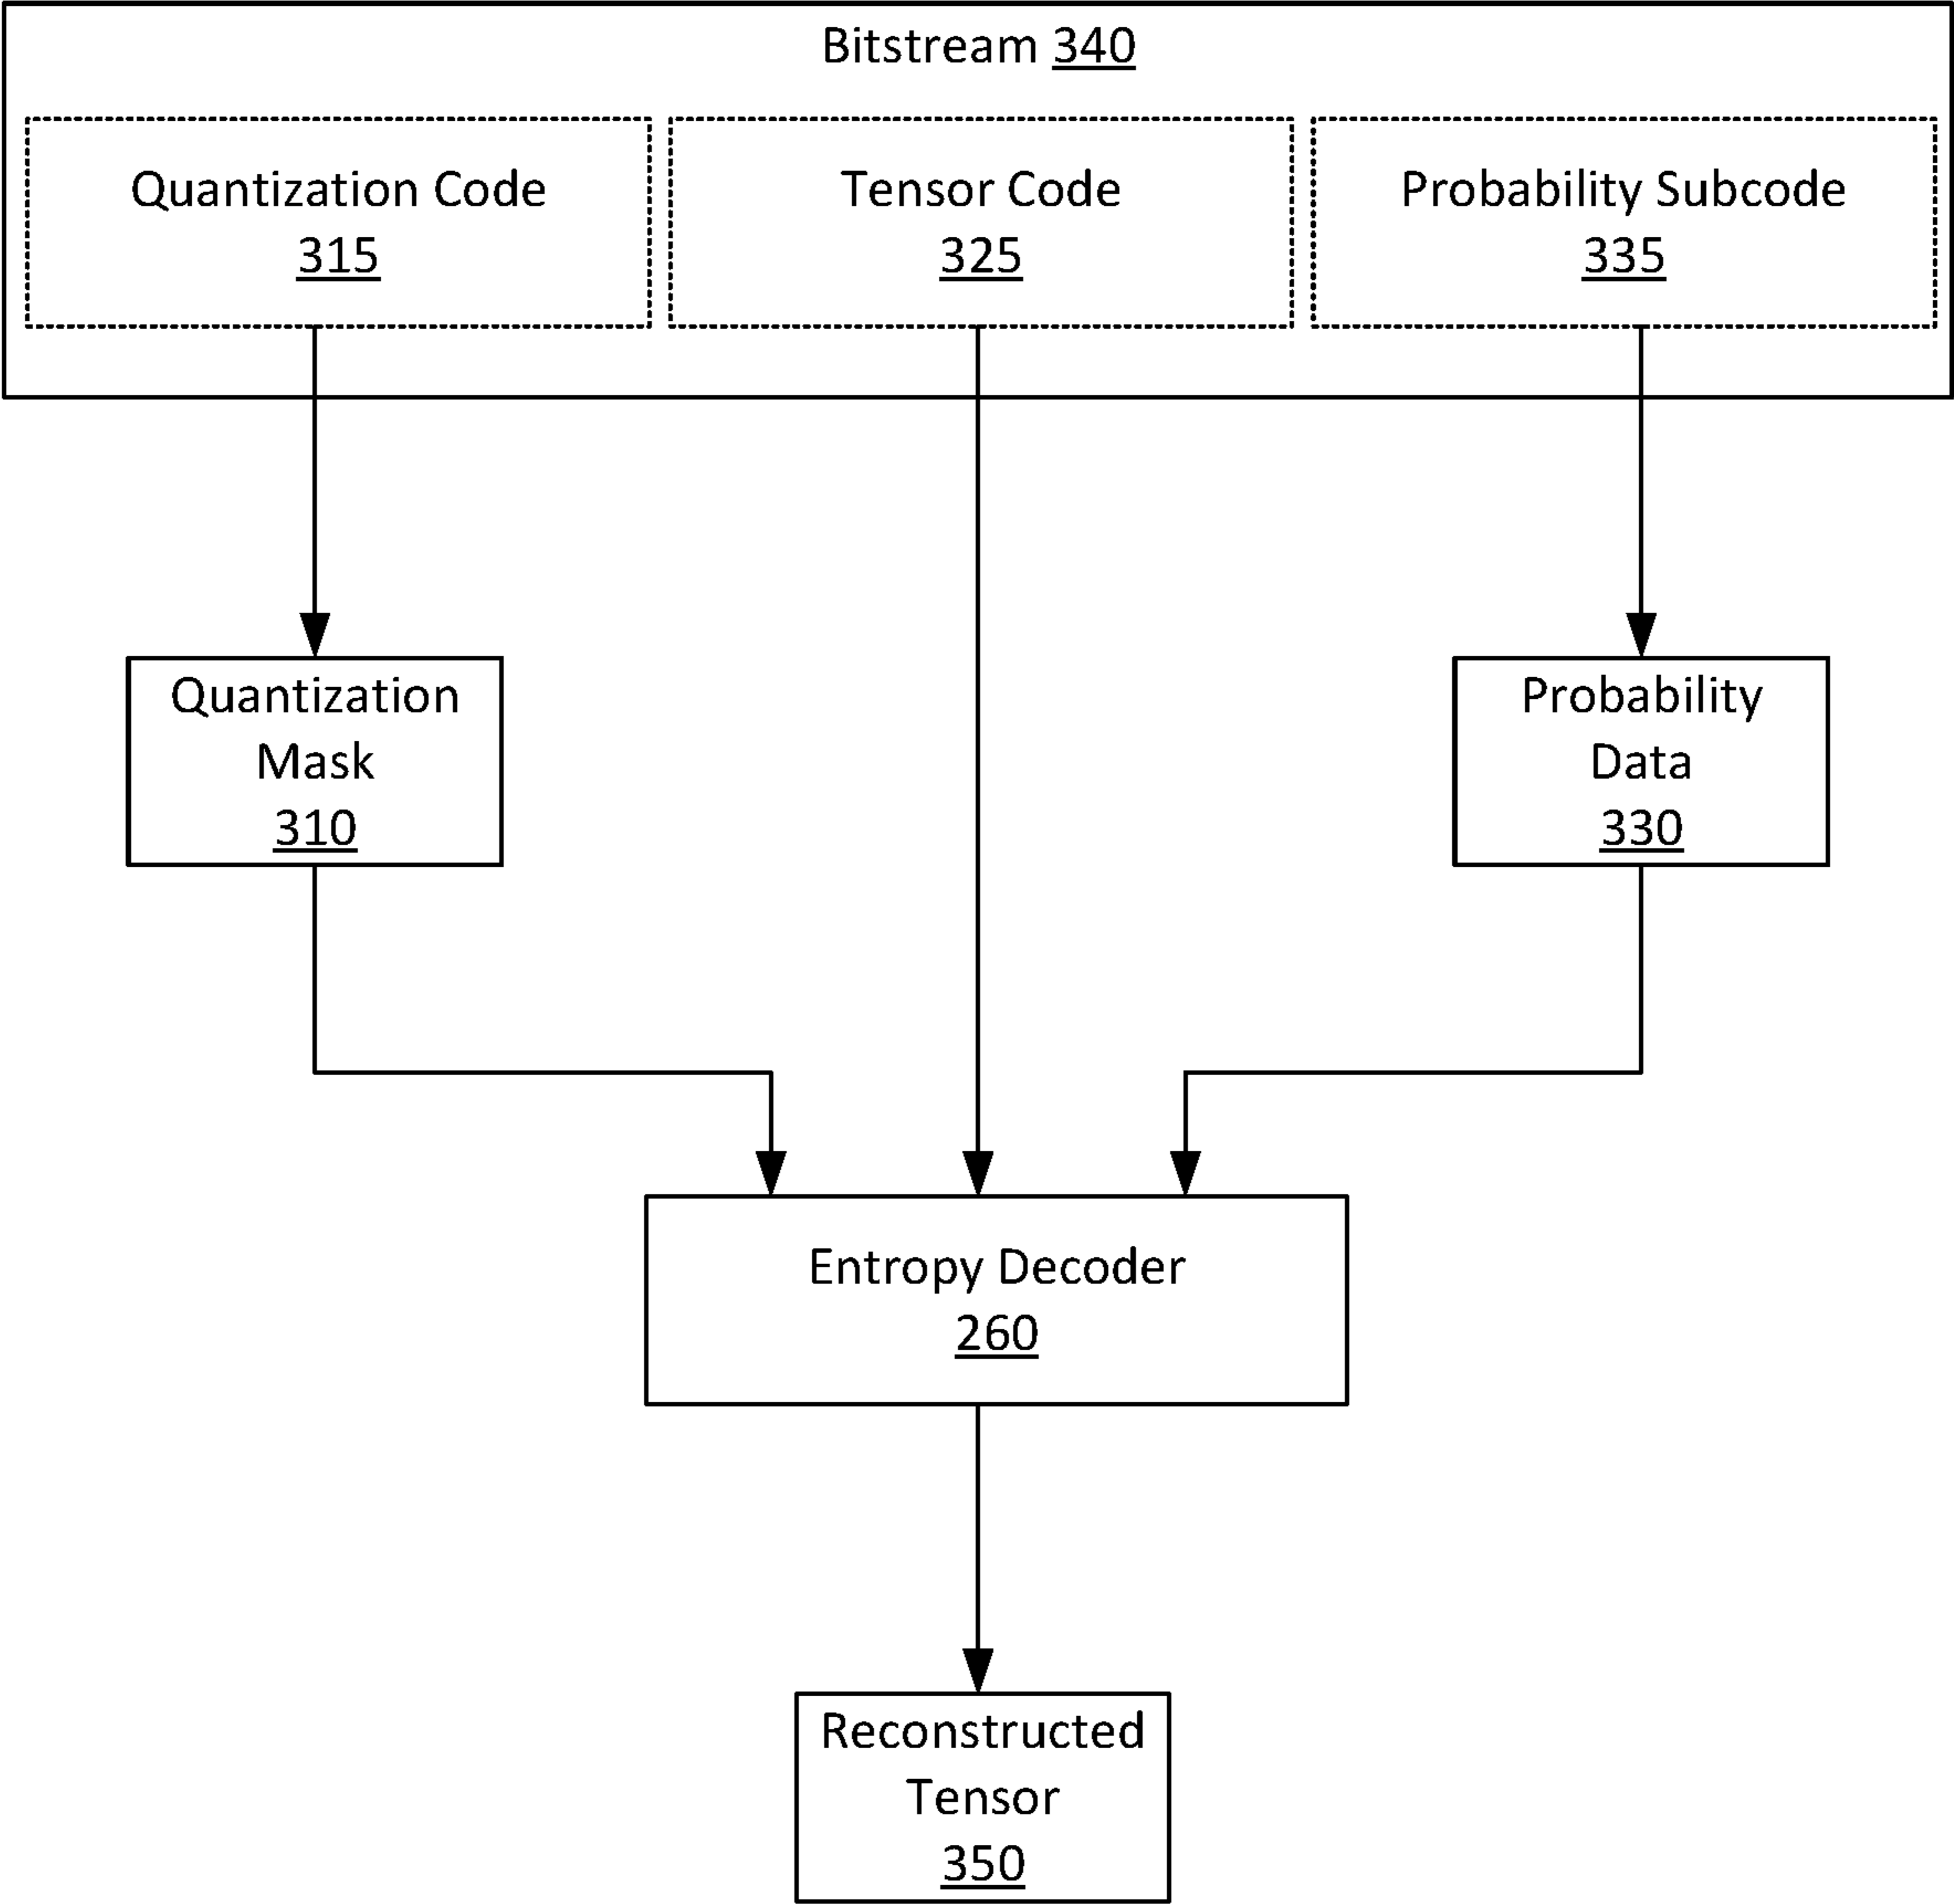 Bitstream 340
Quantization Code
315
Tensor Code
325
Probability Subcode
335
Quantization
Mask
310
Probability
Data
330
Entropy Decoder
260
Reconstructed
Tensor
350